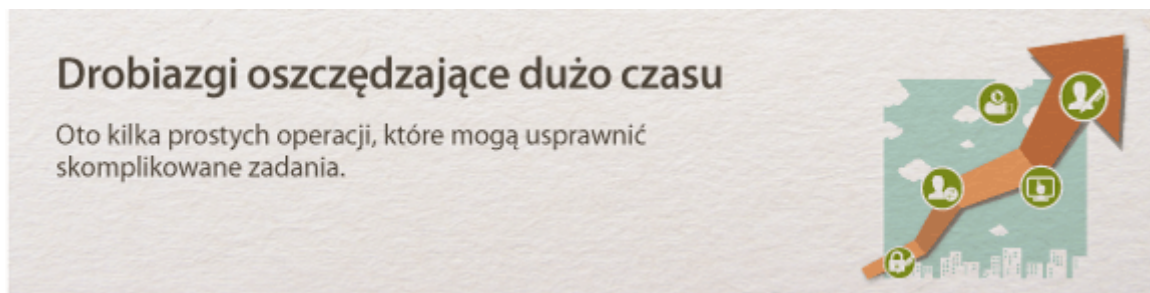 Drobiazgi oszczędzające dużo czasu
Oto kilka prostych operacji, które mogą usprawnić
skomplikowane zadania.